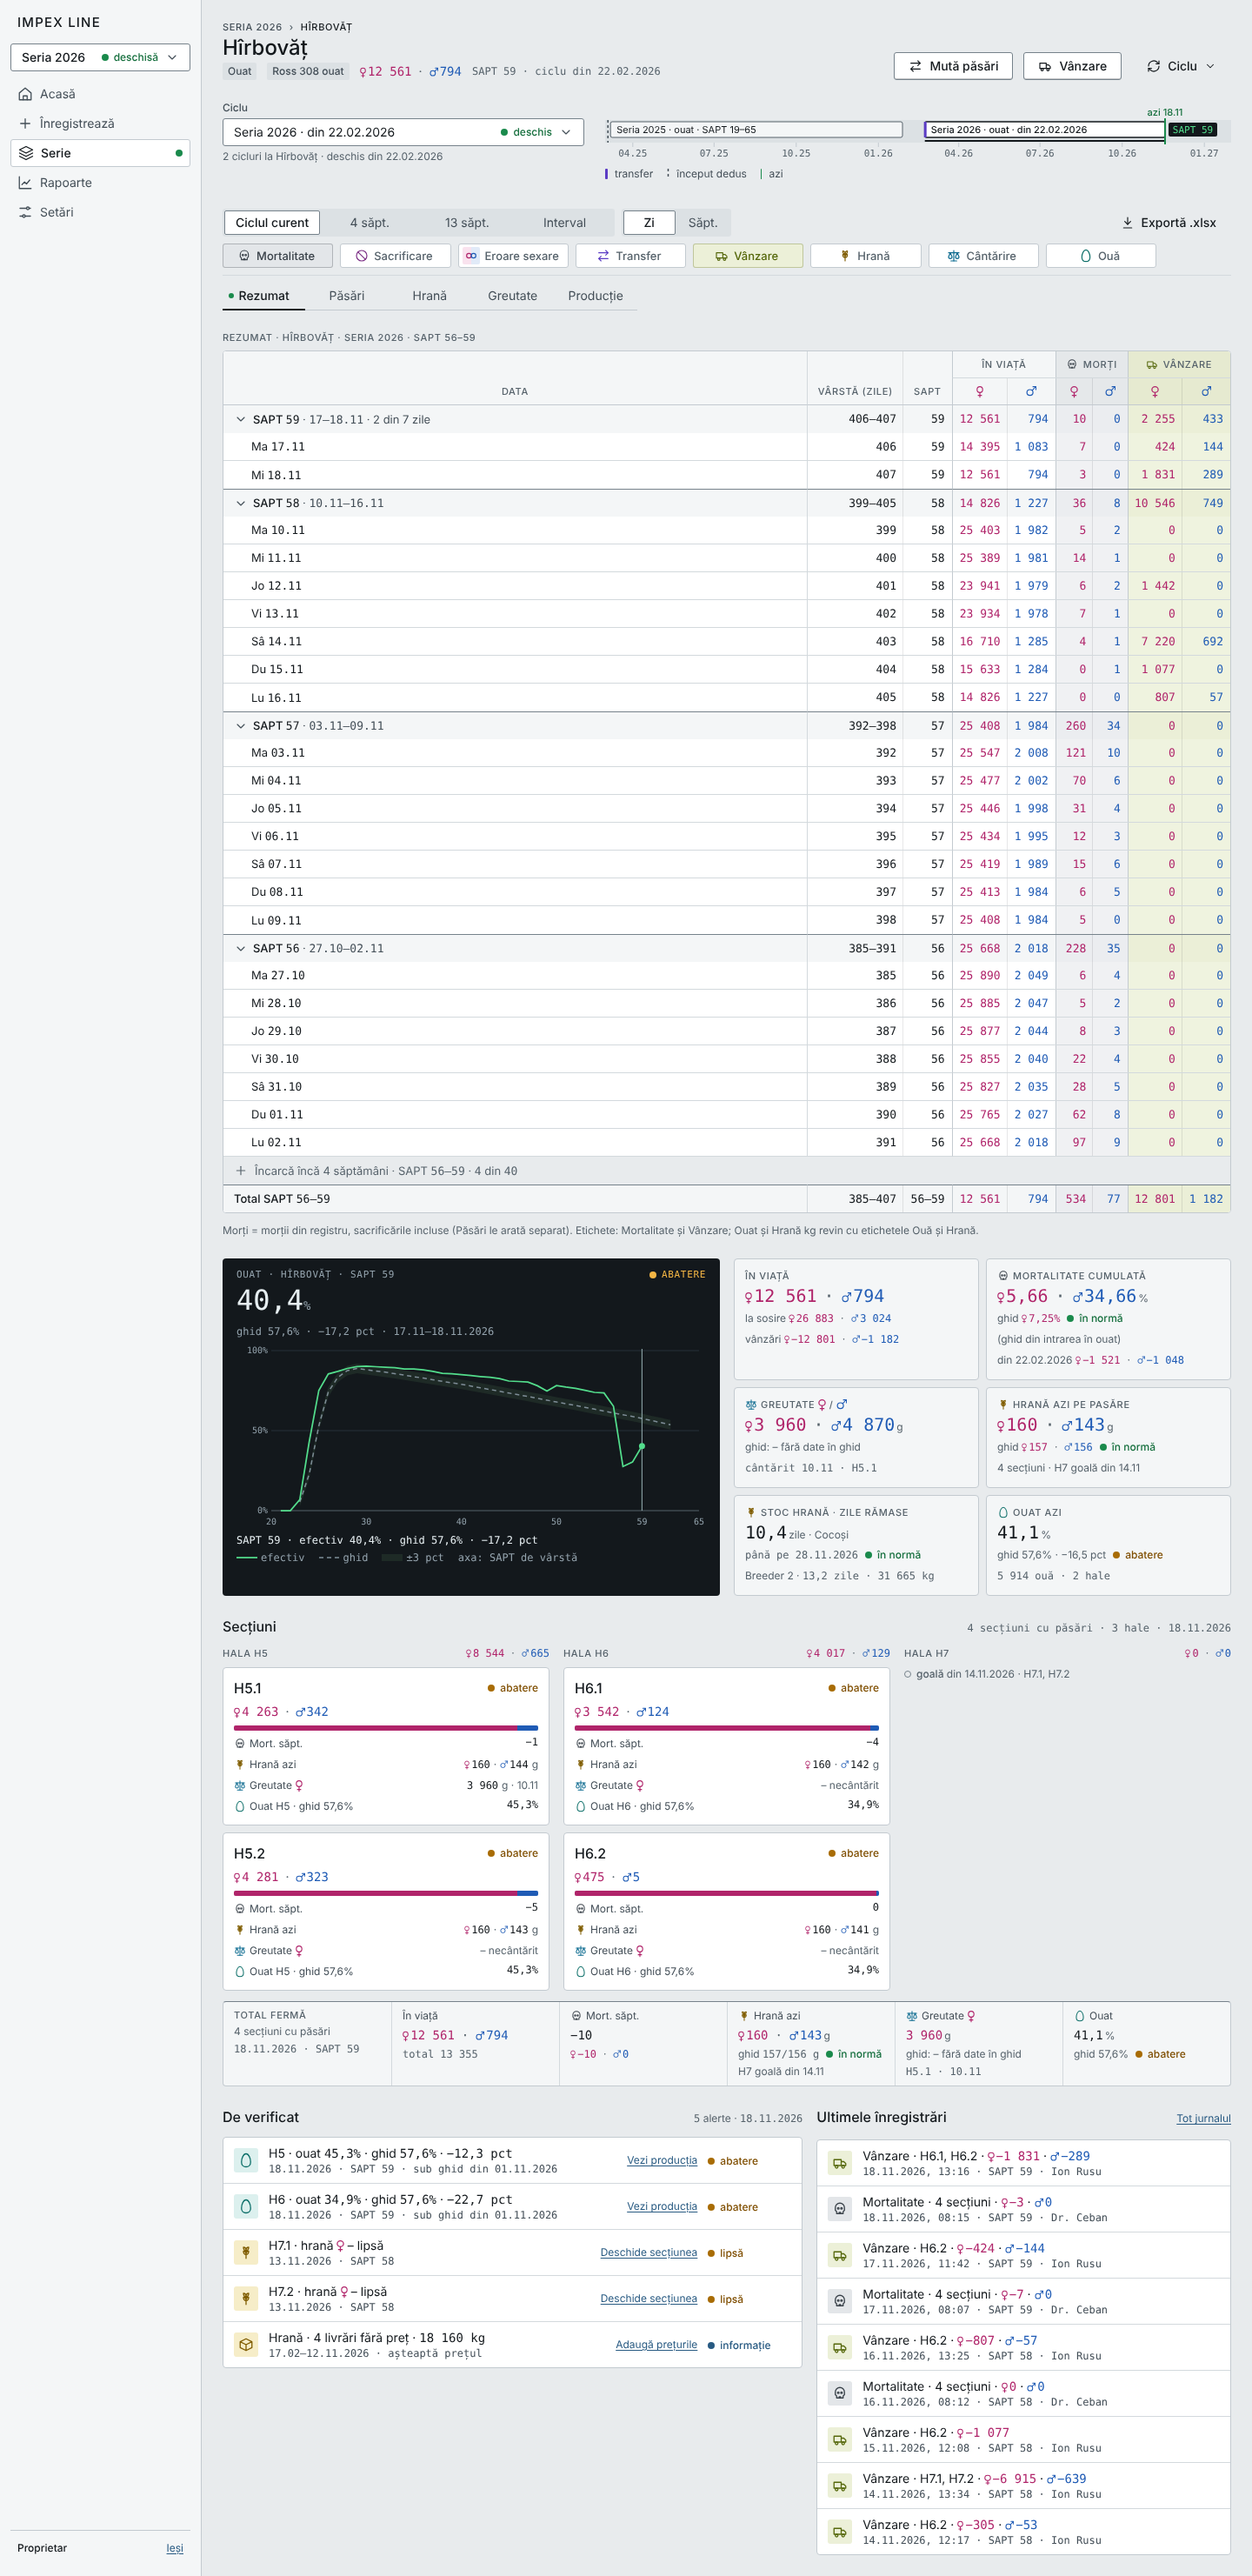 IMPEX LINE
Seria 2026 deschisă
Acasă
Înregistrează
Serie
Rapoarte
Setări
SERIA 2026 › HÎRBOVĂȚ
Hîrbovăț
Ouat Ross 308 ouat ♀12 561 · ♂794 SAPT 59 · ciclu din 22.02.2026
Mută păsări Vânzare Ciclu
Ciclu
Seria 2026 · din 22.02.2026 deschis
2 cicluri la Hîrbovăț · deschis din 22.02.2026
azi 18.11
Seria 2025 · ouat · SAPT 19–65 Seria 2026 · ouat · din 22.02.2026 SAPT 59
04.25 07.25 10.25 01.26 04.26 07.26 10.26 01.27
transfer început dedus azi
Ciclul curent 4 săpt. 13 săpt. Interval Zi Săpt. Exportă .xlsx
Mortalitate Sacrificare Eroare sexare Transfer Vânzare Hrană Cântărire Ouă
Rezumat Păsări Hrană Greutate Producție
REZUMAT · HÎRBOVĂȚ · SERIA 2026 · SAPT 56–59
DATA VÂRSTĂ (ZILE) SAPT ÎN VIAȚĂ MORȚI VÂNZARE
♀ ♂ ♀ ♂ ♀ ♂
SAPT 59 · 17–18.11 · 2 din 7 zile 406–407 59 12 561 794 10 0 2 255 433
Ma 17.11 406 59 14 395 1 083 7 0 424 144
Mi 18.11 407 59 12 561 794 3 0 1 831 289
SAPT 58 · 10.11–16.11 399–405 58 14 826 1 227 36 8 10 546 749
Ma 10.11 399 58 25 403 1 982 5 2 0 0
Mi 11.11 400 58 25 389 1 981 14 1 0 0
Jo 12.11 401 58 23 941 1 979 6 2 1 442 0
Vi 13.11 402 58 23 934 1 978 7 1 0 0
Sâ 14.11 403 58 16 710 1 285 4 1 7 220 692
Du 15.11 404 58 15 633 1 284 0 1 1 077 0
Lu 16.11 405 58 14 826 1 227 0 0 807 57
SAPT 57 · 03.11–09.11 392–398 57 25 408 1 984 260 34 0 0
Ma 03.11 392 57 25 547 2 008 121 10 0 0
Mi 04.11 393 57 25 477 2 002 70 6 0 0
Jo 05.11 394 57 25 446 1 998 31 4 0 0
Vi 06.11 395 57 25 434 1 995 12 3 0 0
Sâ 07.11 396 57 25 419 1 989 15 6 0 0
Du 08.11 397 57 25 413 1 984 6 5 0 0
Lu 09.11 398 57 25 408 1 984 5 0 0 0
SAPT 56 · 27.10–02.11 385–391 56 25 668 2 018 228 35 0 0
Ma 27.10 385 56 25 890 2 049 6 4 0 0
Mi 28.10 386 56 25 885 2 047 5 2 0 0
Jo 29.10 387 56 25 877 2 044 8 3 0 0
Vi 30.10 388 56 25 855 2 040 22 4 0 0
Sâ 31.10 389 56 25 827 2 035 28 5 0 0
Du 01.11 390 56 25 765 2 027 62 8 0 0
Lu 02.11 391 56 25 668 2 018 97 9 0 0
Încarcă încă 4 săptămâni · SAPT 56–59 · 4 din 40
Total SAPT 56–59 385–407 56–59 12 561 794 534 77 12 801 1 182
Morți = morții din registru, sacrificările incluse (Păsări le arată separat). Etichete: Mortalitate și Vânzare; Ouat și Hrană kg revin cu etichetele Ouă și Hrană.
OUAT · HÎRBOVĂȚ · SAPT 59 ABATERE
40,4%
ghid 57,6% · −17,2 pct · 17.11–18.11.2026
100%
50%
0%
20 30 40 50 59 65
SAPT 59 · efectiv 40,4% · ghid 57,6% · −17,2 pct
efectiv ghid ±3 pct axa: SAPT de vârstă
ÎN VIAȚĂ
♀12 561 · ♂794
la sosire ♀26 883 · ♂3 024
vânzări ♀−12 801 · ♂−1 182
MORTALITATE CUMULATĂ
♀5,66 · ♂34,66%
ghid ♀7,25% în normă
(ghid din intrarea în ouat)
din 22.02.2026 ♀−1 521 · ♂−1 048
GREUTATE ♀ / ♂
♀3 960 · ♂4 870g
ghid: – fără date în ghid
cântărit 10.11 · H5.1
HRANĂ AZI PE PASĂRE
♀160 · ♂143g
ghid ♀157 · ♂156 în normă
4 secțiuni · H7 goală din 14.11
STOC HRANĂ · ZILE RĂMASE
10,4 zile · Cocoși
până pe 28.11.2026 în normă
Breeder 2 · 13,2 zile · 31 665 kg
OUAT AZI
41,1%
ghid 57,6% · −16,5 pct abatere
5 914 ouă · 2 hale
Secțiuni 4 secțiuni cu păsări · 3 hale · 18.11.2026
HALA H5 ♀8 544 · ♂665
H5.1 abatere
♀4 263 · ♂342
Mort. săpt. −1
Hrană azi ♀160 · ♂144 g
Greutate ♀ 3 960 g · 10.11
Ouat H5 · ghid 57,6% 45,3%
H5.2 abatere
♀4 281 · ♂323
Mort. săpt. −5
Hrană azi ♀160 · ♂143 g
Greutate ♀ – necântărit
Ouat H5 · ghid 57,6% 45,3%
HALA H6 ♀4 017 · ♂129
H6.1 abatere
♀3 542 · ♂124
Mort. săpt. −4
Hrană azi ♀160 · ♂142 g
Greutate ♀ – necântărit
Ouat H6 · ghid 57,6% 34,9%
H6.2 abatere
♀475 · ♂5
Mort. săpt. 0
Hrană azi ♀160 · ♂141 g
Greutate ♀ – necântărit
Ouat H6 · ghid 57,6% 34,9%
HALA H7 ♀0 · ♂0
goală din 14.11.2026 · H7.1, H7.2
TOTAL FERMĂ
4 secțiuni cu păsări
18.11.2026 · SAPT 59
În viață
♀12 561 · ♂794
total 13 355
Mort. săpt.
−10
♀−10 · ♂0
Hrană azi
♀160 · ♂143g
ghid 157/156 g în normă
H7 goală din 14.11
Greutate ♀
3 960g
ghid: – fără date în ghid
H5.1 · 10.11
Ouat
41,1%
ghid 57,6% abatere
De verificat 5 alerte · 18.11.2026
H5 · ouat 45,3% · ghid 57,6% · −12,3 pct
18.11.2026 · SAPT 59 · sub ghid din 01.11.2026
Vezi producția abatere
H6 · ouat 34,9% · ghid 57,6% · −22,7 pct
18.11.2026 · SAPT 59 · sub ghid din 01.11.2026
Vezi producția abatere
H7.1 · hrană ♀ – lipsă
13.11.2026 · SAPT 58
Deschide secțiunea lipsă
H7.2 · hrană ♀ – lipsă
13.11.2026 · SAPT 58
Deschide secțiunea lipsă
Hrană · 4 livrări fără preț · 18 160 kg
17.02–12.11.2026 · așteaptă prețul
Adaugă prețurile informație
Ultimele înregistrări Tot jurnalul
Vânzare · H6.1, H6.2 · ♀−1 831 · ♂−289
18.11.2026, 13:16 · SAPT 59 · Ion Rusu
Mortalitate · 4 secțiuni · ♀−3 · ♂0
18.11.2026, 08:15 · SAPT 59 · Dr. Ceban
Vânzare · H6.2 · ♀−424 · ♂−144
17.11.2026, 11:42 · SAPT 59 · Ion Rusu
Mortalitate · 4 secțiuni · ♀−7 · ♂0
17.11.2026, 08:07 · SAPT 59 · Dr. Ceban
Vânzare · H6.2 · ♀−807 · ♂−57
16.11.2026, 13:25 · SAPT 58 · Ion Rusu
Mortalitate · 4 secțiuni · ♀0 · ♂0
16.11.2026, 08:12 · SAPT 58 · Dr. Ceban
Vânzare · H6.2 · ♀−1 077
15.11.2026, 12:08 · SAPT 58 · Ion Rusu
Vânzare · H7.1, H7.2 · ♀−6 915 · ♂−639
14.11.2026, 13:34 · SAPT 58 · Ion Rusu
Vânzare · H6.2 · ♀−305 · ♂−53
14.11.2026, 12:17 · SAPT 58 · Ion Rusu
Proprietar Ieși